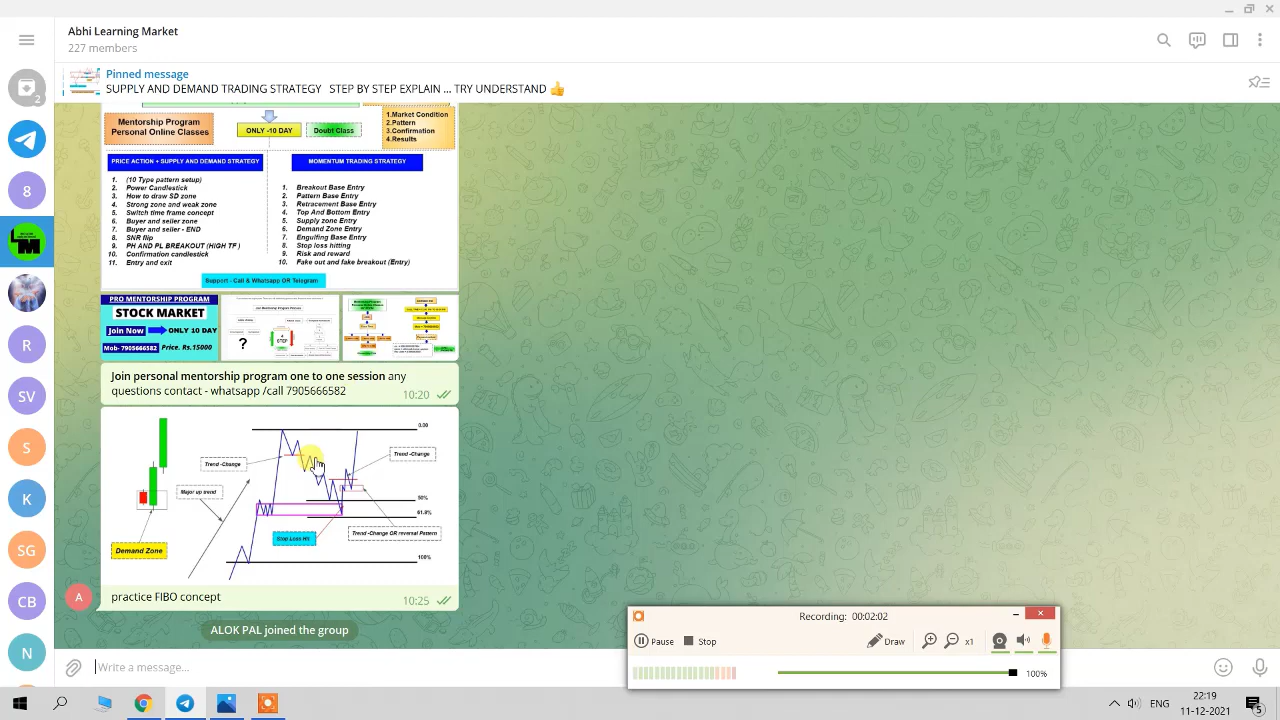 Abhi Learning Market
227 members
Pinned message
SUPPLY AND DEMAND TRADING STRATEGY STEP BY STEP EXPLAIN ... TRY UNDERSTAND 👍
2
Mentorship Program
Personal Online Classes
ONLY -10 DAY
Doubt Class
1.Market Condition
2.Pattern
3.Confirmation
4.Results
PRICE ACTION + SUPPLY AND DEMAND STRATEGY
1. (10 Type pattern setup)
2. Power Candlestick
3. How to draw SD zone
4. Strong zone and weak zone
5. Switch time frame concept
6. Buyer and seller zone
7. Buyer and seller - END
8. SNR flip
9. PH AND PL BREAKOUT (HIGH TF )
10. Confirmation candlestick
11. Entry and exit
MOMENTUM TRADING STRATEGY
1. Breakout Base Entry
2. Pattern Base Entry
3. Retracement Base Entry
4. Top And Bottom Entry
5. Supply zone Entry
6. Demand Zone Entry
7. Engulfing Base Entry
8. Stop loss hitting
9. Risk and reward
10. Fake out and fake breakout (Entry)
Support - Call & Whatsapp OR Telegram
PRO MENTORSHIP PROGRAM
STOCK MARKET
Join Now
ONLY 10 DAY
Mob- 7905666582
Price. Rs.15000
?
Join personal mentorship program one to one session any
questions contact - whatsapp /call 7905666582
10:20
0.00
Trend -Change
Trend -Change
Major up trend
50%
61.8%
Stop Loss Hit
Trend -Change OR reversal Pattern
Demand Zone
100%
practice FIBO concept
10:25
ALOK PAL joined the group
Write a message...
8
LM
R
SV
S
K
SG
CB
N
A
Recording: 00:02:02
Pause
Stop
Draw
x1
100%
ENG
22:19
11-12-2021
5